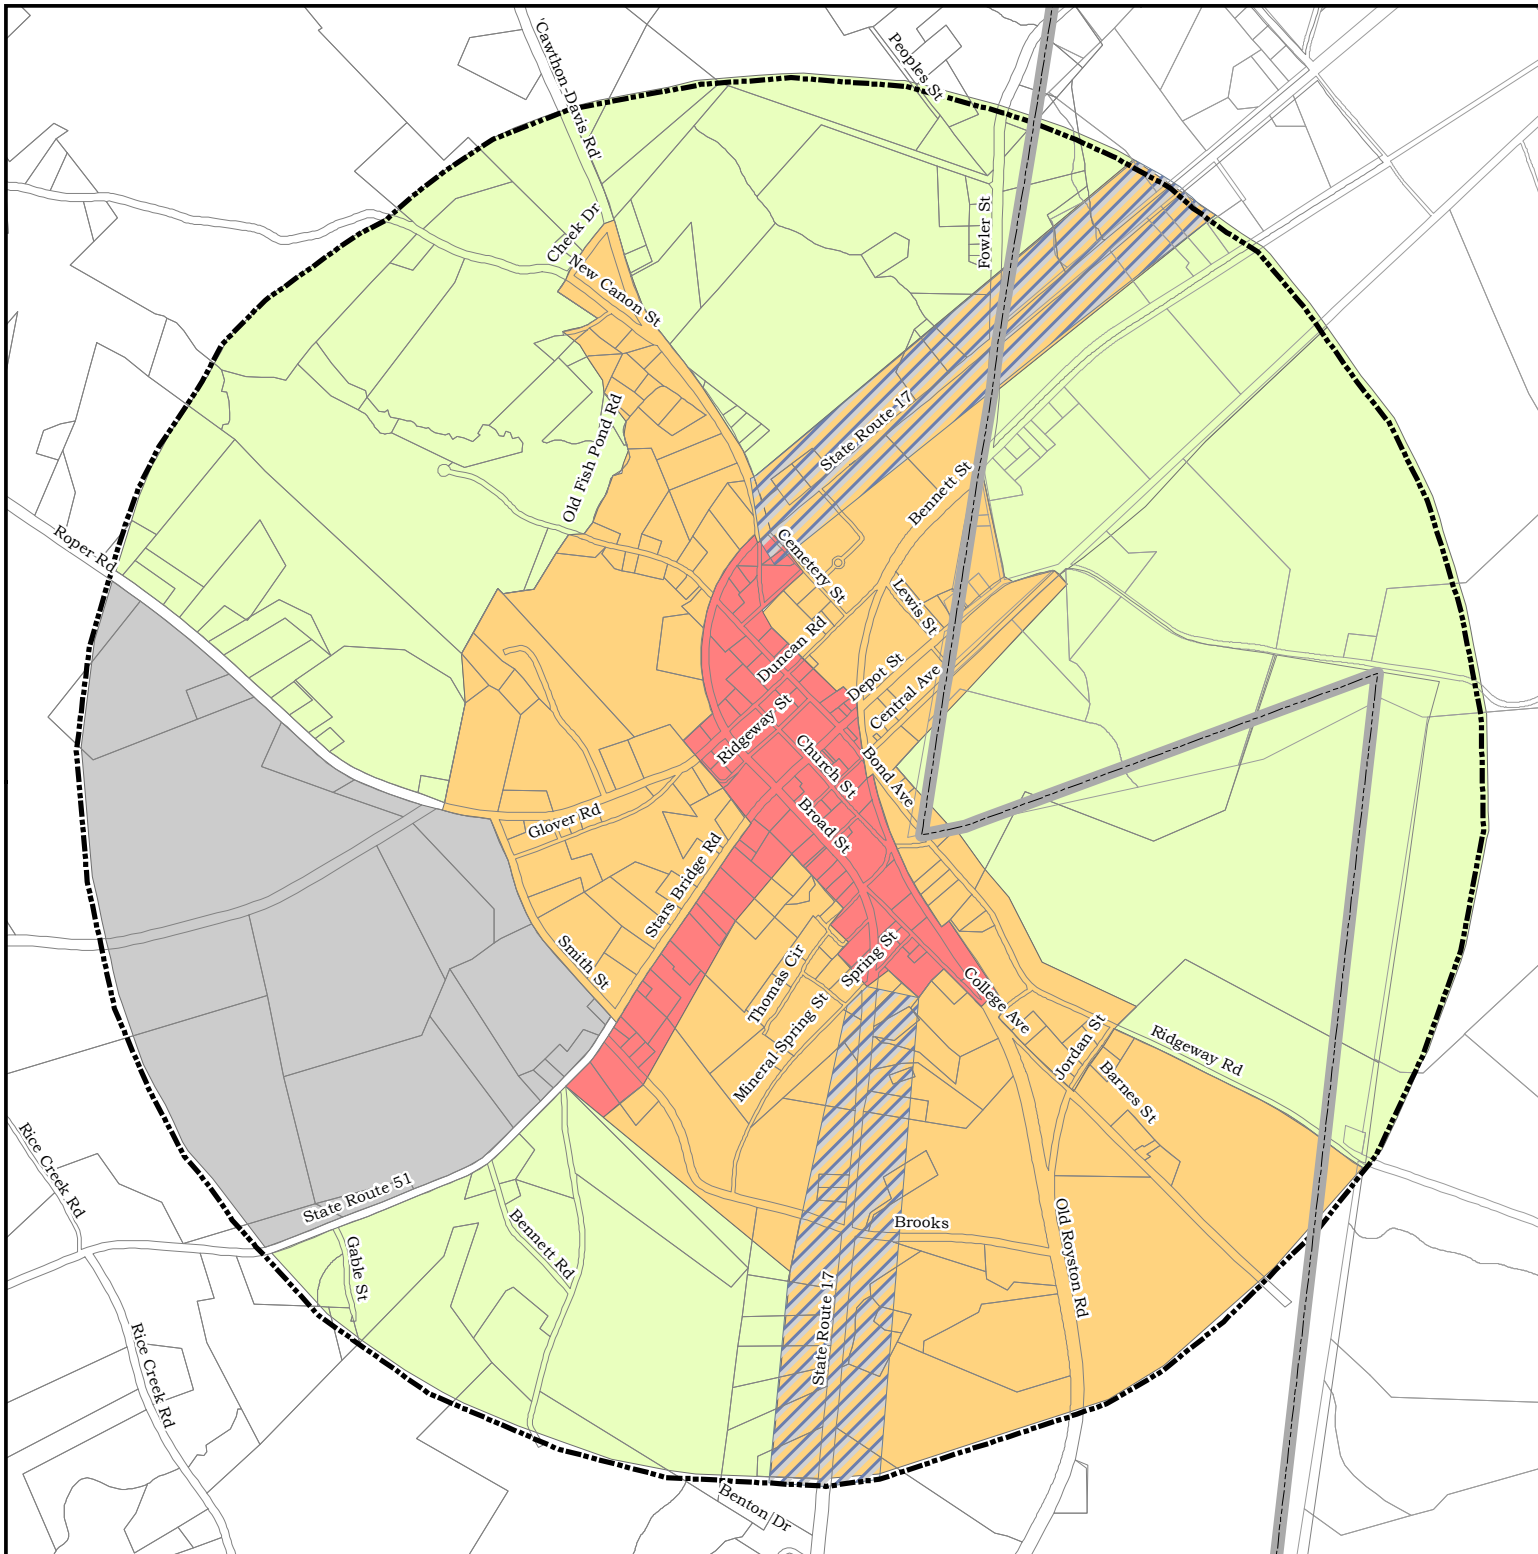 'Cawthon-Davis Rd'
Peoples St
Cheek Dr
Fowler St
New Canon St
State Route 17
Old Fish Pond Rd
Bennett St
Roper Rd
Cemetery St
Lewis St
Duncan Rd
Depot St
Central Ave
Ridgeway St
Church St
Bond Ave
Glover Rd
Broad St
Stars Bridge Rd
Smith St
Spring St
Thomas Cir
College Ave
Mineral Spring St
Jordan St
Ridgeway Rd
Barnes St
Rice Creek Rd
State Route 51
Bennett Rd
Brooks
Gable St
Old Royston Rd
State Route 17
Rice Creek Rd
Benton Dr